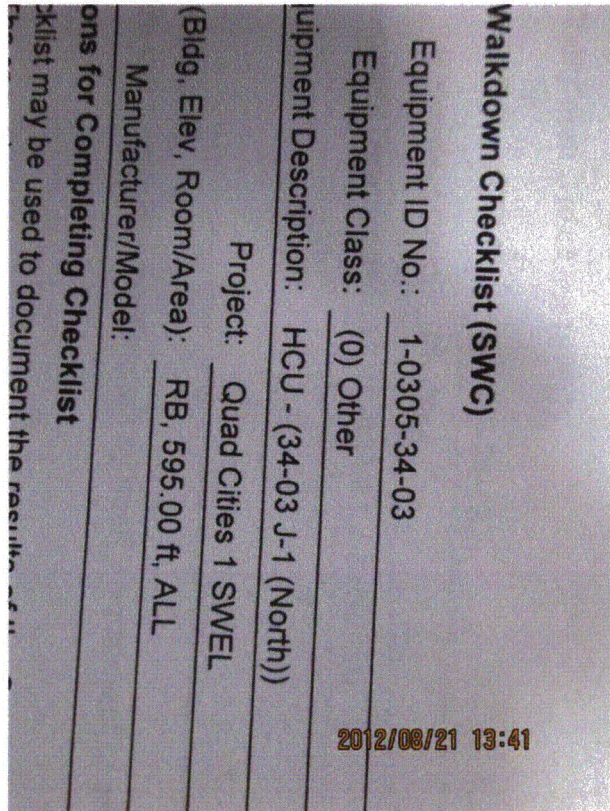 Walkdown Checklist (SWC)
Equipment ID No.: 1-0305-34-03
Equipment Class: (0) Other
uipment Description: HCU - (34-03 J-1 (North))
Project: Quad Cities 1 SWEL
(Bldg, Elev, Room/Area): RB, 595.00 ft, ALL
Manufacturer/Model:
ons for Completing Checklist
cklist may be used to document the results of
2012/08/21 13:41